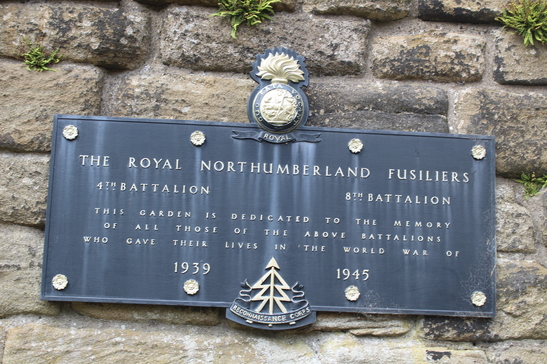 ROYAL
THE ROYAL NORTHUMBERLAND FUSILIERS
4TH BATTALION 8TH BATTALION
THIS GARDEN IS DEDICATED TO THE MEMORY
OF ALL THOSE OF THE ABOVE BATTALIONS
WHO GAVE THEIR LIVES IN THE WORLD WAR OF
1939 1945
RECONNAISSANCE CORPS